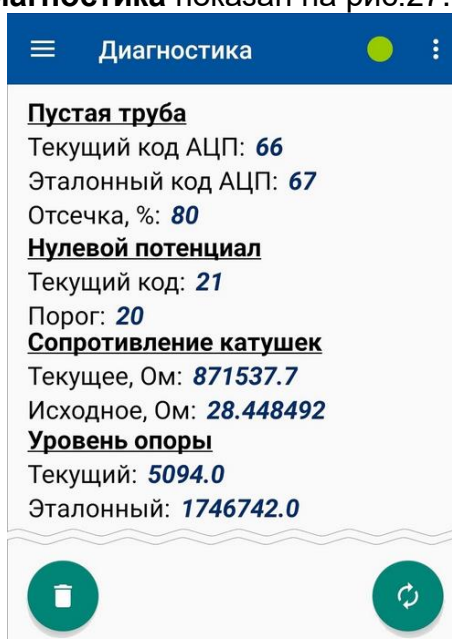 агностика показан на рис.27.
Диагностика
Пустая труба
Текущий код АЦП: 66
Эталонный код АЦП: 67
Отсечка, %: 80
Нулевой потенциал
Текущий код: 21
Порог: 20
Сопротивление катушек
Текущее, Ом: 871537.7
Исходное, Ом: 28.448492
Уровень опоры
Текущий: 5094.0
Эталонный: 1746742.0